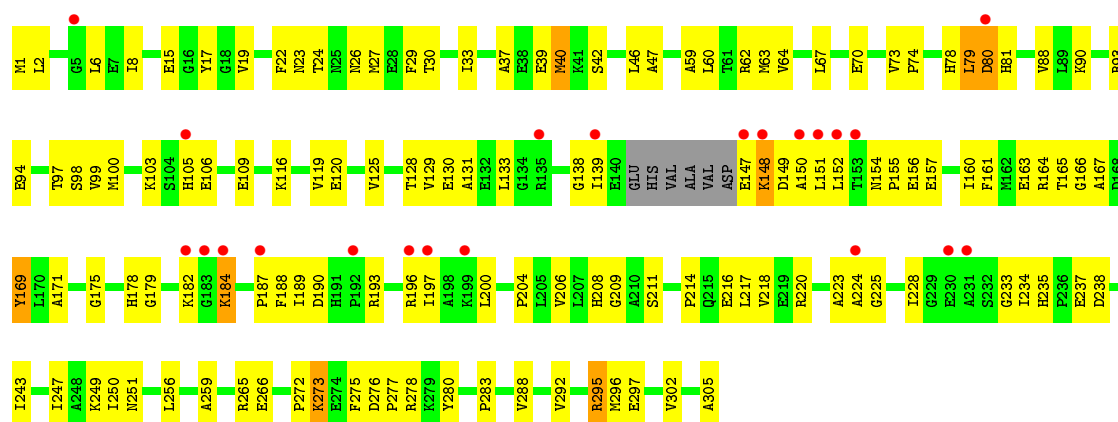 M1 L2 G5 L6 E7 I8 E15 G16 Y17 G18 V19 F22 N23 T24 N25 N26 M27 E28 F29 T30 I33 A37 E38 E39 M40 K41 S42 L46 A47 A59 L60 T61 R62 M63 V64 L67 E70 V73 P74 H78 L79 D80 H81 V88 L89 K90 R93
E94 T97 S98 V99 M100 K103 S104 H105 E106 E109 K116 V119 E120 V125 T128 V129 E130 A131 E132 L133 G134 R135 G138 I139 E140 GLU HIS VAL ALA VAL ASP E147 K148 D149 A150 L151 L152 T153 N154 P155 E156 E157 I160 F161 M162 E163 R164 T165 G166 A167 D168
Y169 L170 A171 G175 H178 G179 K182 G183 K184 P187 F188 I189 D190 H191 P192 R193 R196 I197 A198 K199 L200 P204 L205 V206 L207 H208 G209 A210 S211 P214 Q215 E216 L217 V218 E219 R220 A223 A224 G225 I228 G229 E230 A231 S232 G233 I234 H235 P236 E237 D238
I243 I247 A248 K249 I250 N251 L256 A259 R265 E266 P272 K273 E274 F275 D276 P277 R278 K279 Y280 P283 V288 V292 R295 M296 E297 V302 A305